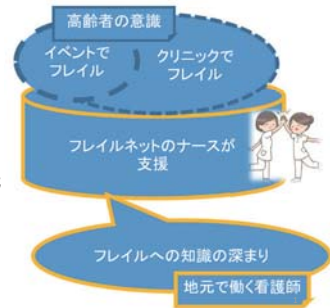 高齢者の意識
イベントで
フレイル
クリニックで
フレイル
フレイルネットのナースが
支援
フレイルへの知識の深まり
地元で働く看護師